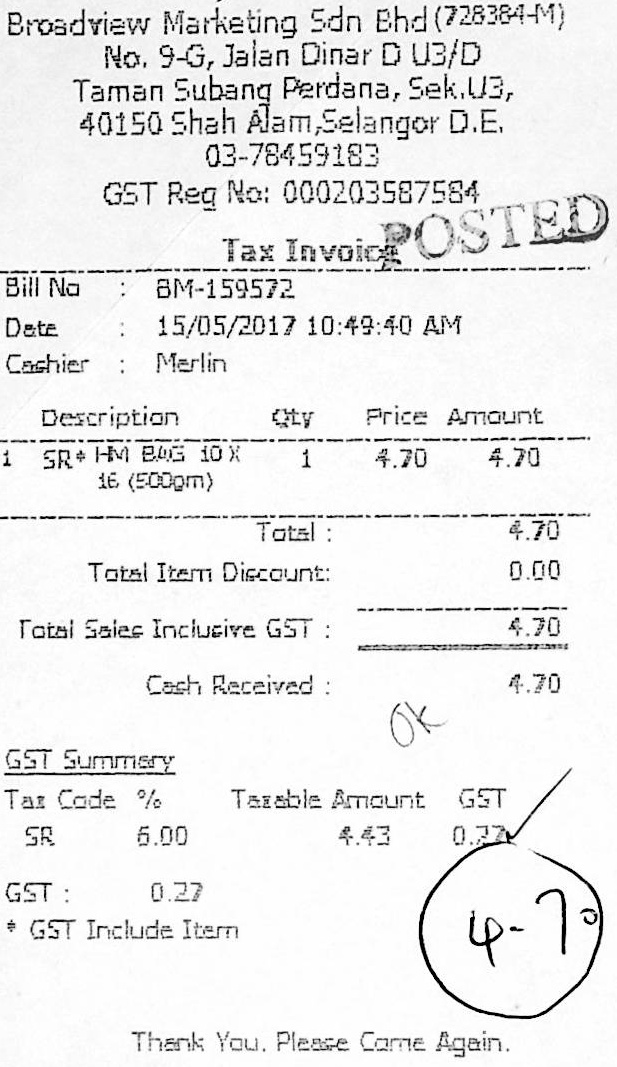 Broadview Marketing Sdn Bhd (728384-M)
No. 9-G, Jalan Dinar D U3/D
Taman Subang Perdana, Sek.U3,
40150 Shah Alam,Selangor D.E.
03-78459183
GST Reg No: 000203587584
POSTED
Tax Invoice
Bill No : BM-159572
Date : 15/05/2017 10:49:40 AM
Cashier : Merlin
Description Qty Price Amount
1 SR* HM BAG 10 X 1 4.70 4.70
16 (500gm)
Total : 4.70
Total Item Discount: 0.00
Total Sales Inclusive GST : 4.70
Cash Received : 4.70
OK
GST Summary
Tax Code % Taxable Amount GST
SR 6.00 4.43 0.27
GST : 0.27
* GST Include Item
4-70
Thank You. Please Come Again.